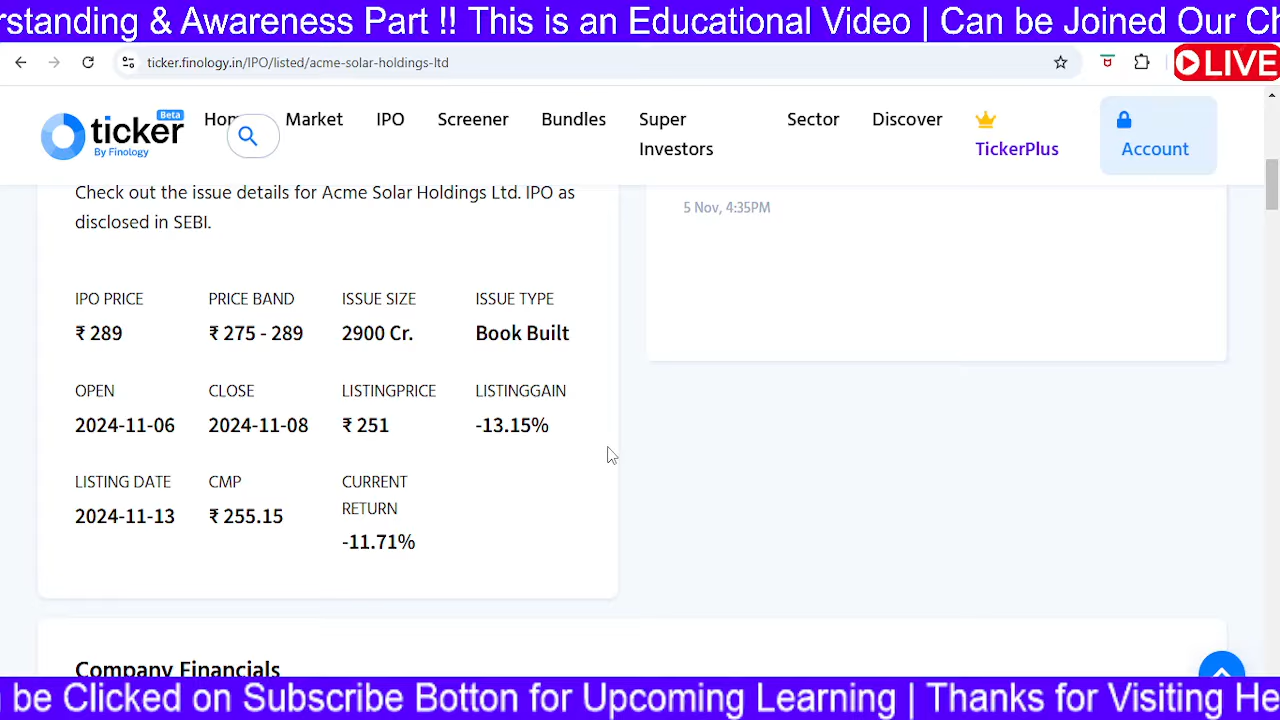 rstanding & Awareness Part !! This is an Educational Video | Can be Joined Our Ch
ticker.finology.in/IPO/listed/acme-solar-holdings-ltd
LIVE
ticker Beta
By Finology
Home Market IPO Screener Bundles Super Investors Sector Discover TickerPlus Account
Check out the issue details for Acme Solar Holdings Ltd. IPO as
disclosed in SEBI.
5 Nov, 4:35PM
IPO PRICE PRICE BAND ISSUE SIZE ISSUE TYPE
₹ 289 ₹ 275 - 289 2900 Cr. Book Built
OPEN CLOSE LISTINGPRICE LISTINGGAIN
2024-11-06 2024-11-08 ₹ 251 -13.15%
LISTING DATE CMP CURRENT RETURN
2024-11-13 ₹ 255.15 -11.71%
Company Financials
be Clicked on Subscribe Botton for Upcoming Learning | Thanks for Visiting He